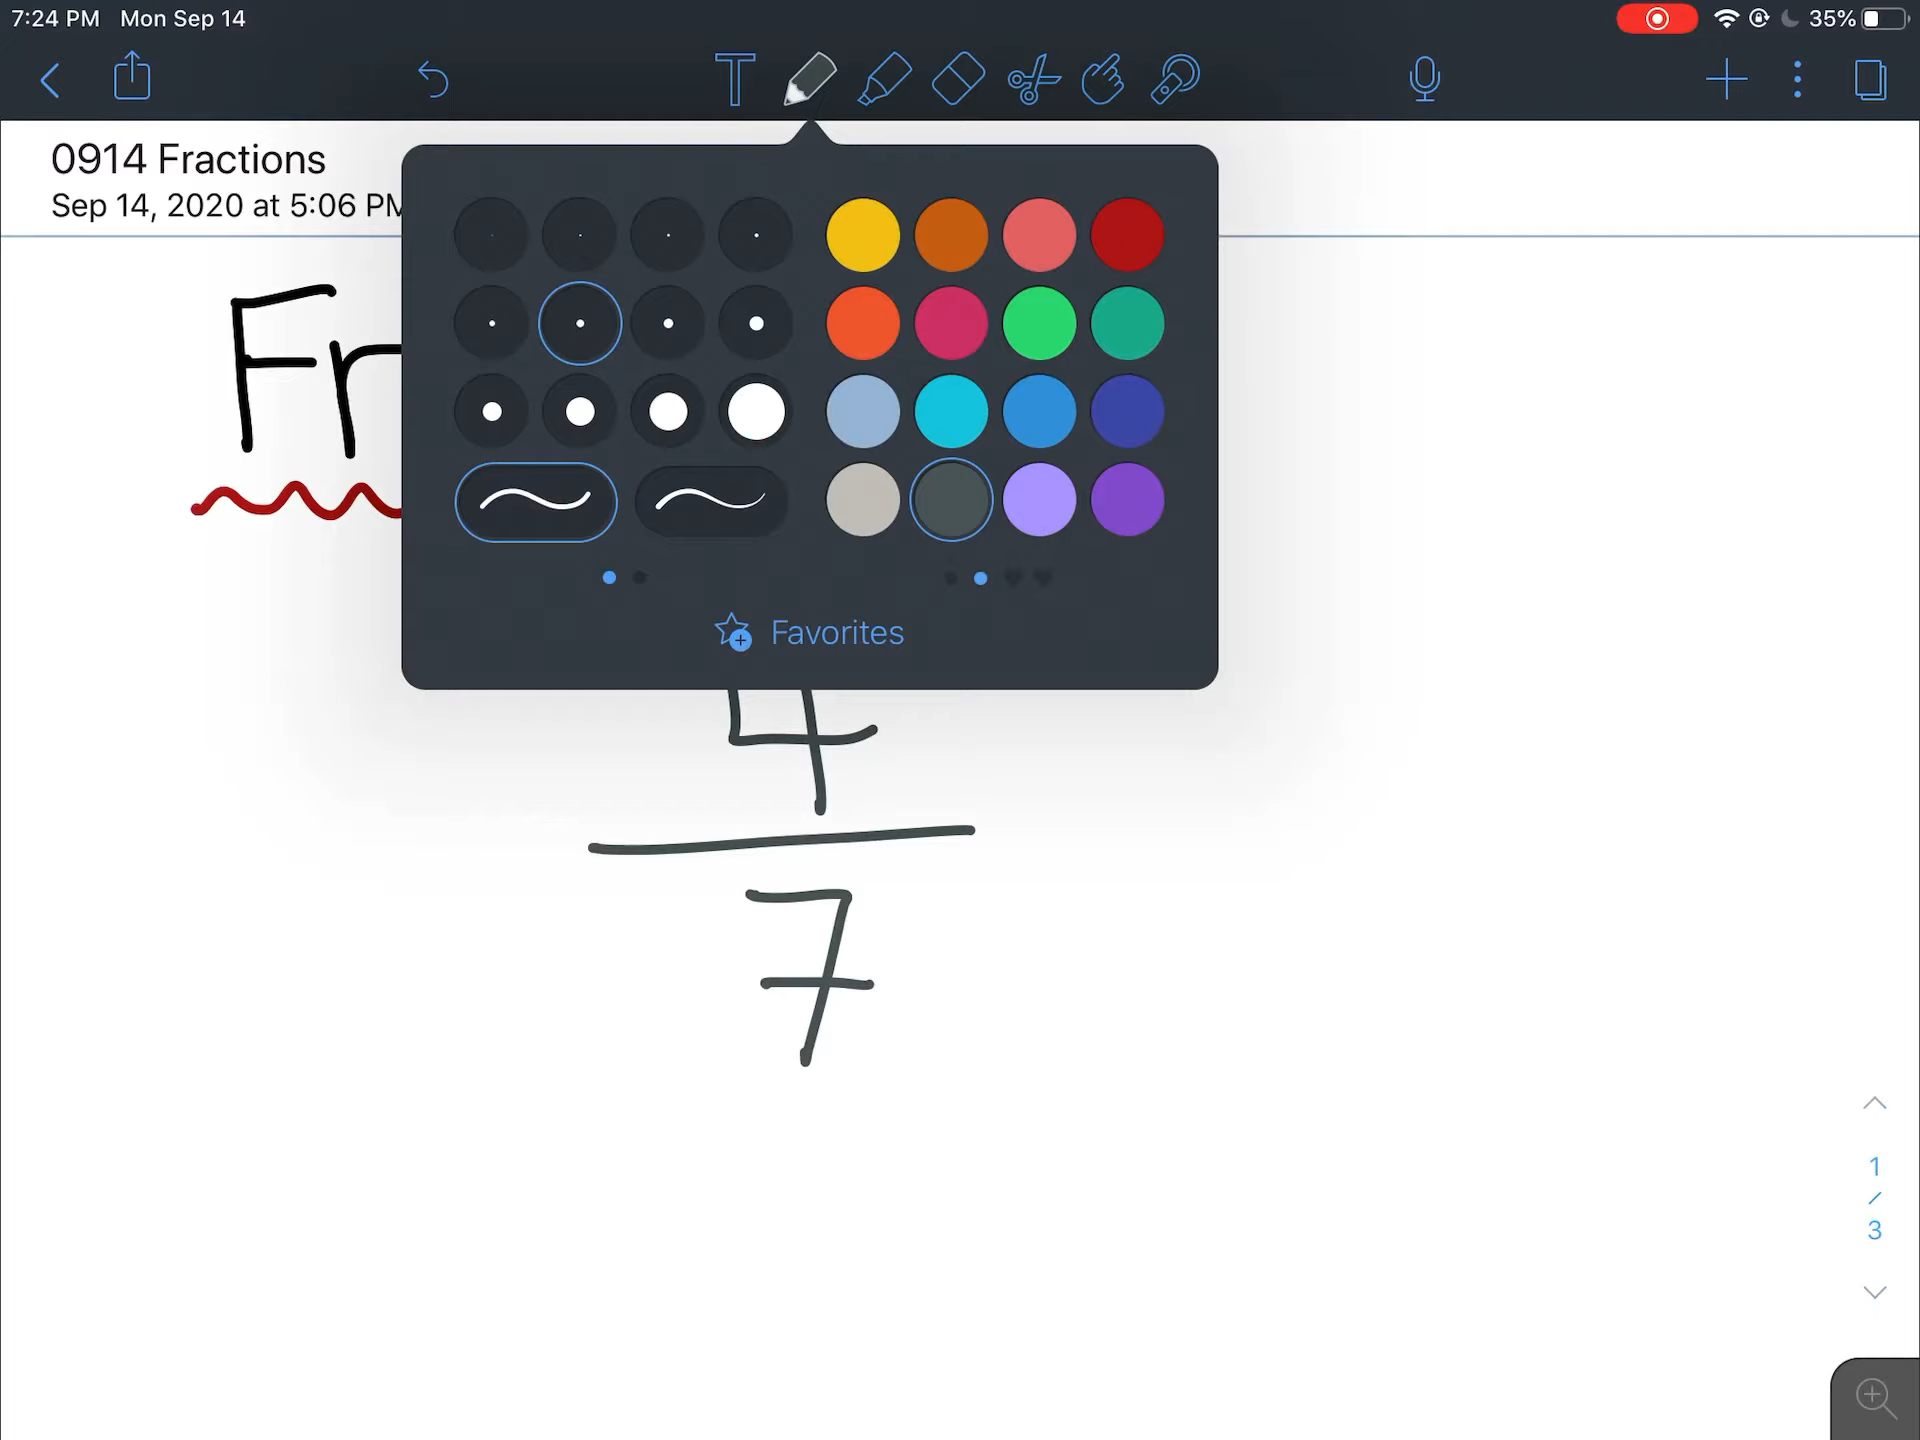 7:24 PM Mon Sep 14 35%
0914 Fractions
Sep 14, 2020 at 5:06 PM
Fr
Favorites
4
7
1
/
3